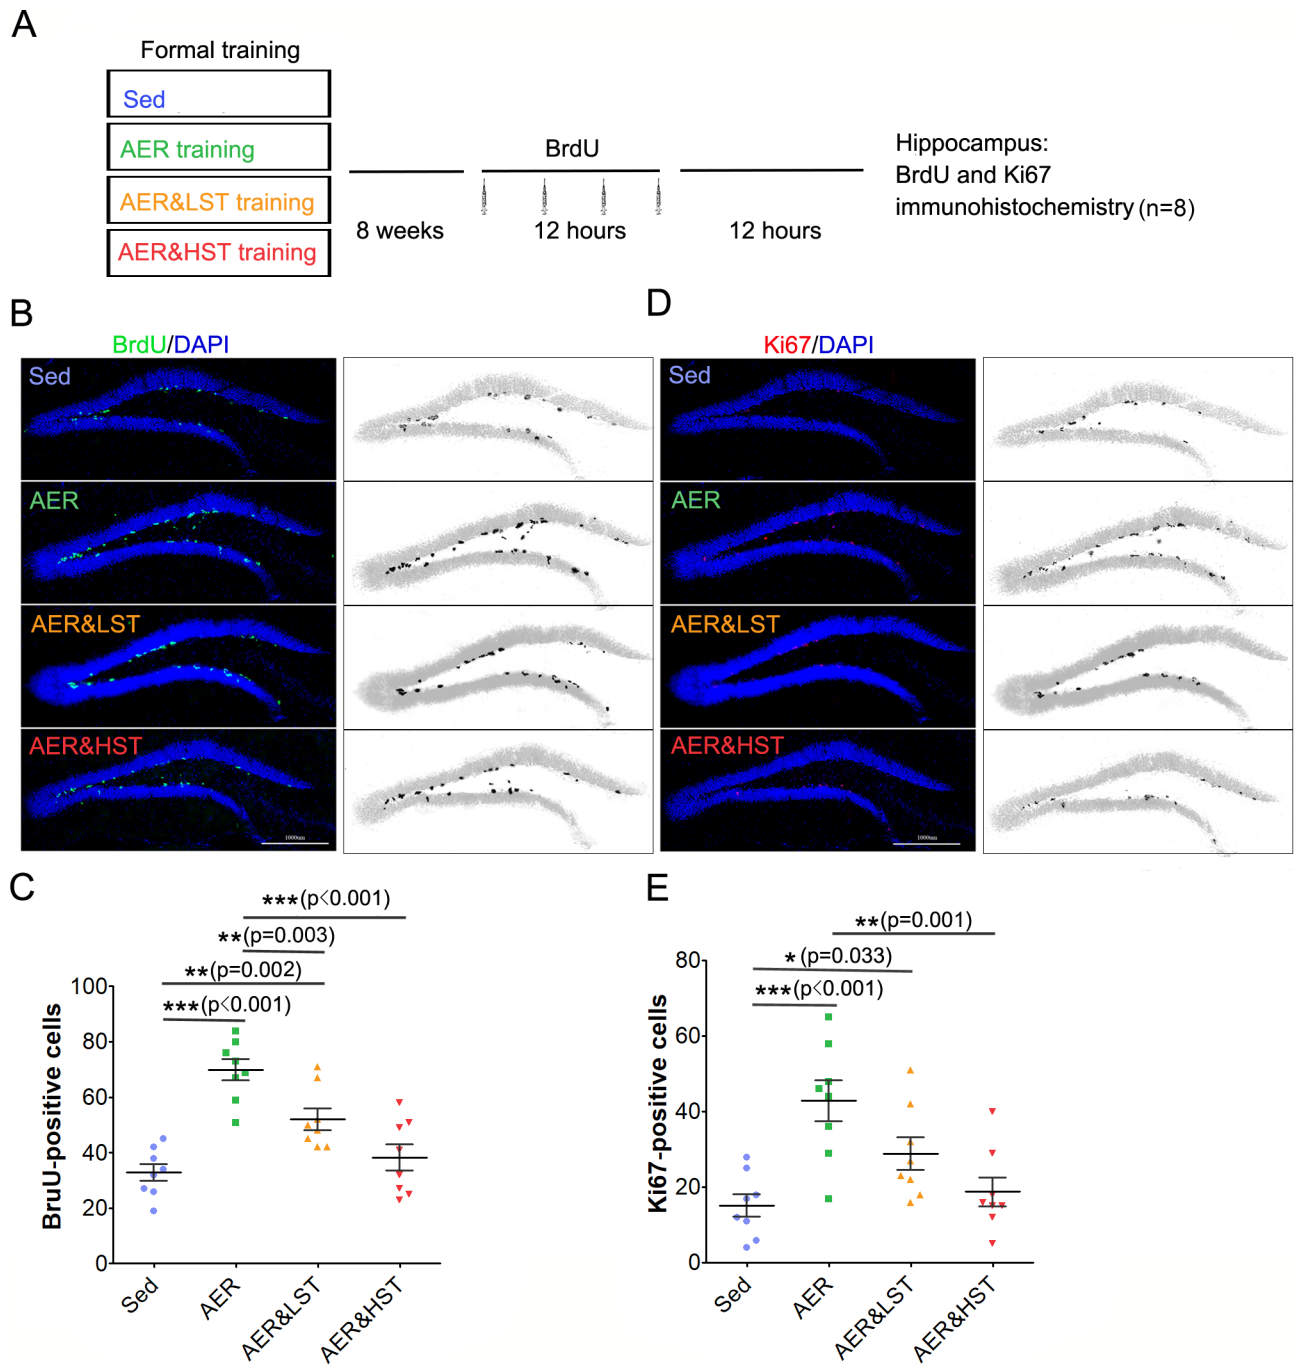 A
Formal training
Sed
AER training
AER&LST training
AER&HST training
8 weeks
BrdU
12 hours
12 hours
Hippocampus:
BrdU and Ki67
immunohistochemistry (n=8)
B
BrdU/DAPI
Sed
AER
AER&LST
AER&HST
1000um
D
Ki67/DAPI
Sed
AER
AER&LST
AER&HST
1000um
C
***(p<0.001)
**(p=0.003)
**(p=0.002)
***(p<0.001)
BruU-positive cells
100
80
60
40
20
0
Sed
AER
AER&LST
AER&HST
E
**(p=0.001)
*(p=0.033)
***(p<0.001)
Ki67-positive cells
80
60
40
20
0
Sed
AER
AER&LST
AER&HST